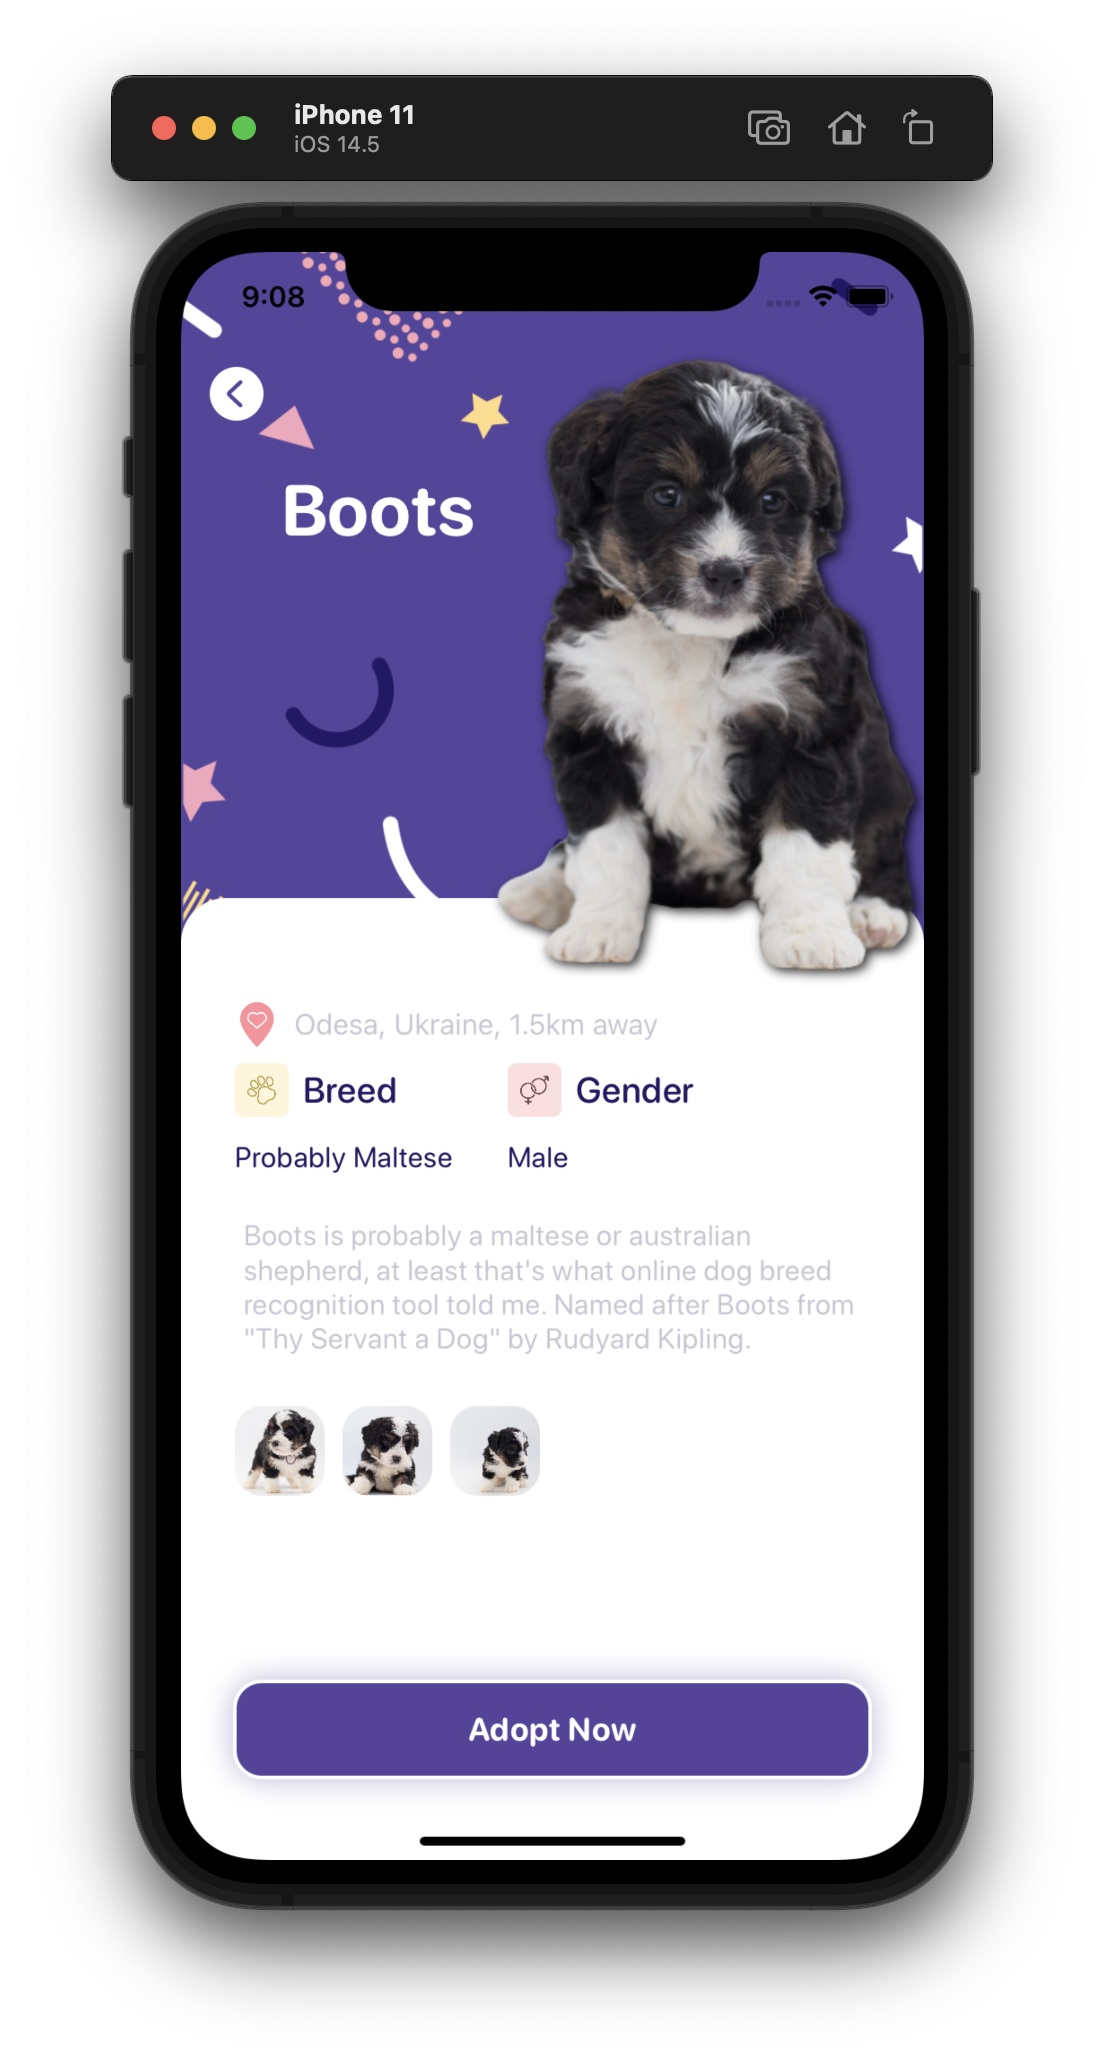 iPhone 11
iOS 14.5
9:08
Boots
Odesa, Ukraine, 1.5km away
Breed
Gender
Probably Maltese
Male
Boots is probably a maltese or australian
shepherd, at least that's what online dog breed
recognition tool told me. Named after Boots from
"Thy Servant a Dog" by Rudyard Kipling.
Adopt Now